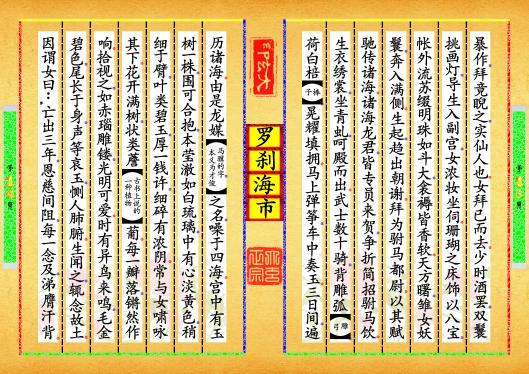 暴作拜竟睨之实仙人也女拜已而去少时酒罢双鬟
挑画灯导生入副宫女浓妆坐伺珊瑚之床饰以八宝
帐外流苏缀明珠如斗大衾褥皆香软天方曙雏女妖
鬟奔入满侧生起趋出朝谢拜为驸马都尉以其赋
驰传诸海诸海龙君皆专员来贺争折简招驸马饮
生衣绣裳坐青虬呵殿而出武士数十骑背雕弧【雕弓】
荷白棓【棒子】晃耀填拥马上弹筝车中奏玉三日间遍
罗刹海市
历诸海由是龙媒【马骥的字本义为才俊】之名噪于四海宫中有玉
树一株围可合抱本莹澈如白琉璃中有心淡黄色稍
细于臂叶类碧玉厚一钱许细碎有浓阴常与女啸咏
其下花开满树状类薝【古书上说的一种植物】葡每一瓣落锵然作
响拾视之如赤瑙雕镂光明可爱时有异鸟来鸣毛金
碧色尾长于身声等哀玉恻人肺腑生闻之辄念故土
因谓女曰：亡出三年恩慈间阻每一念及涕膺汗背